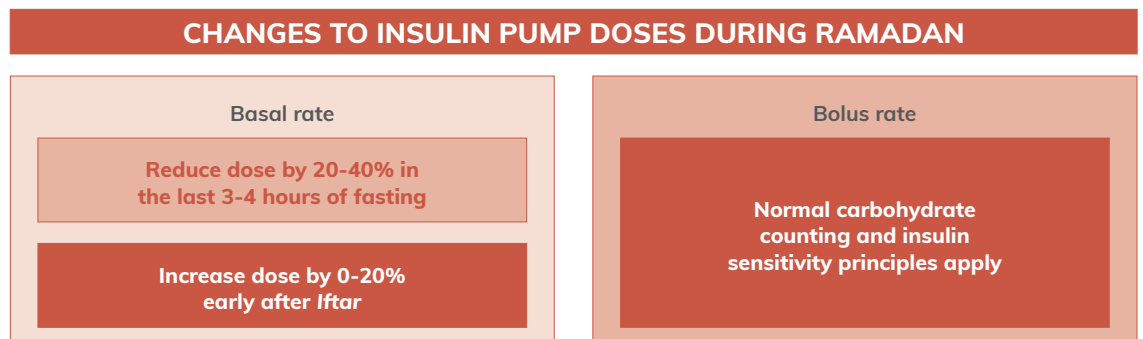 CHANGES TO INSULIN PUMP DOSES DURING RAMADAN
Basal rate
Reduce dose by 20-40% in
the last 3-4 hours of fasting
Increase dose by 0-20%
early after Iftar
Bolus rate
Normal carbohydrate
counting and insulin
sensitivity principles apply